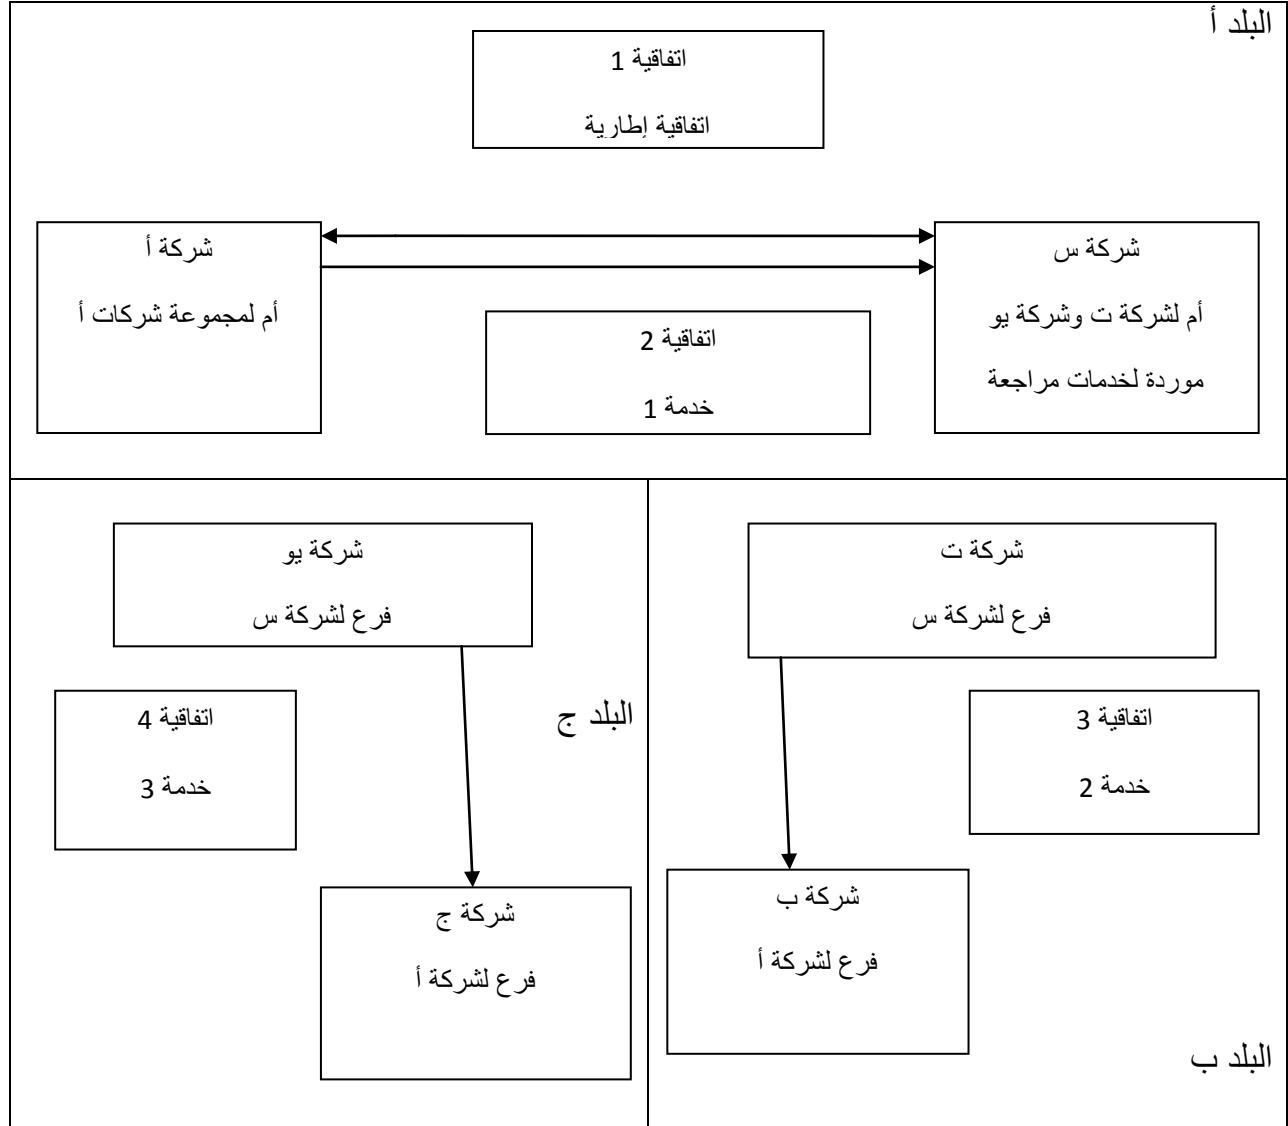 البلد أ
اتفاقية 1
اتفاقية إطارية
شركة س
أم لشركة ت وشركة يو
موردة لخدمات مراجعة
شركة أ
أم لمجموعة شركات أ
اتفاقية 2
خدمة 1
شركة ت
فرع لشركة س
اتفاقية 3
خدمة 2
شركة ب
فرع لشركة أ
البلد ب
شركة يو
فرع لشركة س
البلد ج
اتفاقية 4
خدمة 3
شركة ج
فرع لشركة أ